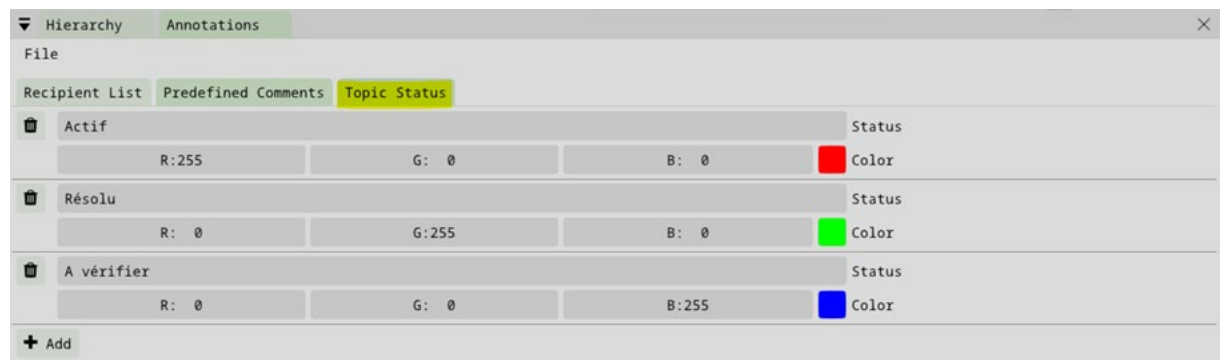 Hierarchy Annotations
File
Recipient List Predefined Comments Topic Status
Actif Status
R:255 G: 0 B: 0 Color
Résolu Status
R: 0 G:255 B: 0 Color
A vérifier Status
R: 0 G: 0 B:255 Color
+ Add